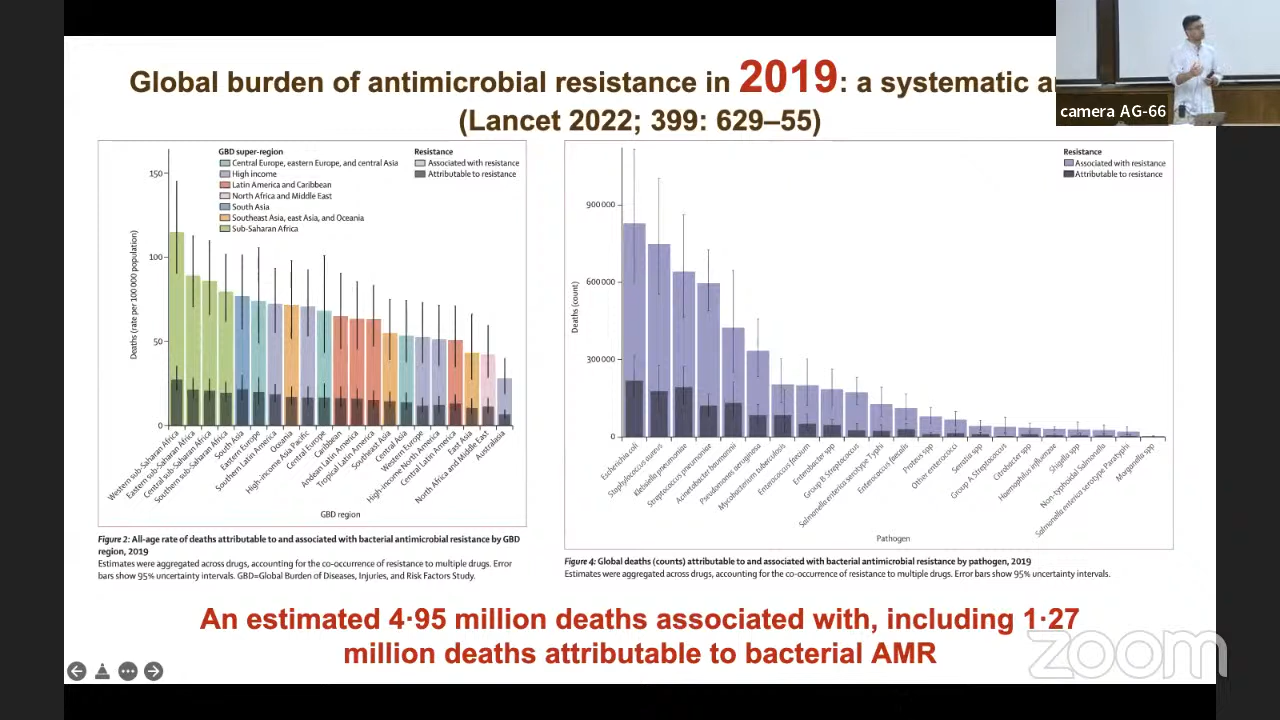 Global burden of antimicrobial resistance in 2019: a systematic
(Lancet 2022; 399: 629–55)
camera AG-66
GBD super-region
Central Europe, eastern Europe, and central Asia
High income
Latin America and Caribbean
North Africa and Middle East
South Asia
Southeast Asia, east Asia, and Oceania
Sub-Saharan Africa
Resistance
Associated with resistance
Attributable to resistance
150
100
50
0
Deaths (rate per 100 000 population)
Western sub-Saharan Africa
Eastern sub-Saharan Africa
Central sub-Saharan Africa
Southern sub-Saharan Africa
South Asia
Eastern Europe
Southern Latin America
Oceania
High-income Asia Pacific
Central Europe
Caribbean
Andean Latin America
Tropical Latin America
Southeast Asia
Central Asia
Western Europe
High-income North America
Central Latin America
East Asia
North Africa and Middle East
Australasia
GBD region
Figure 2: All-age rate of deaths attributable to and associated with bacterial antimicrobial resistance by GBD
region, 2019
Estimates were aggregated across drugs, accounting for the co-occurrence of resistance to multiple drugs. Error
bars show 95% uncertainty intervals. GBD=Global Burden of Diseases, Injuries, and Risk Factors Study.
Resistance
Associated with resistance
Attributable to resistance
900 000
600 000
300 000
0
Deaths (count)
Escherichia coli
Staphylococcus aureus
Klebsiella pneumoniae
Streptococcus pneumoniae
Acinetobacter baumannii
Pseudomonas aeruginosa
Mycobacterium tuberculosis
Enterococcus faecium
Enterobacter spp
Group B Streptococcus
Salmonella enterica serotype Typhi
Enterococcus faecalis
Proteus spp
Other enterococci
Serratia spp
Group A Streptococcus
Citrobacter spp
Haemophilus influenzae
Shigella spp
Non-typhoidal Salmonella
Salmonella enterica serotype Paratyphi
Morganella spp
Pathogen
Figure 4: Global deaths (counts) attributable to and associated with bacterial antimicrobial resistance by pathogen, 2019
Estimates were aggregated across drugs, accounting for the co-occurrence of resistance to multiple drugs. Error bars show 95% uncertainty intervals.
An estimated 4·95 million deaths associated with, including 1·27
million deaths attributable to bacterial AMR
zoom